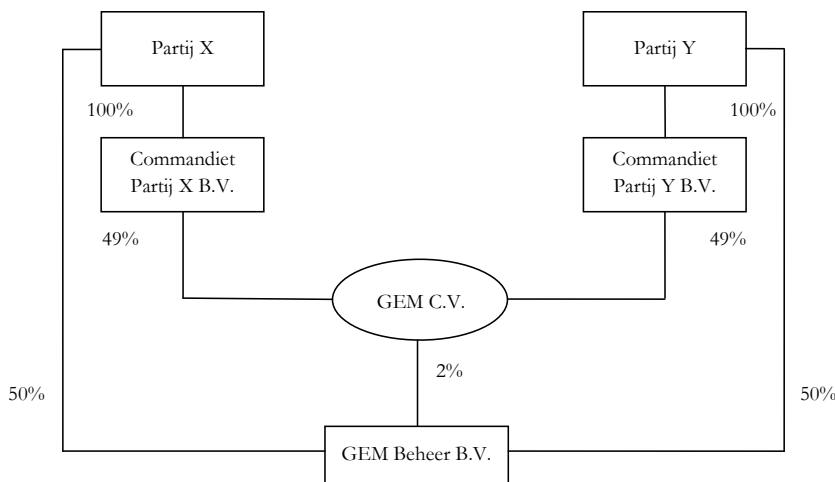 Partij X
Partij Y
100%
100%
Commandiet
Partij X B.V.
Commandiet
Partij Y B.V.
49%
49%
GEM C.V.
2%
50%
50%
GEM Beheer B.V.